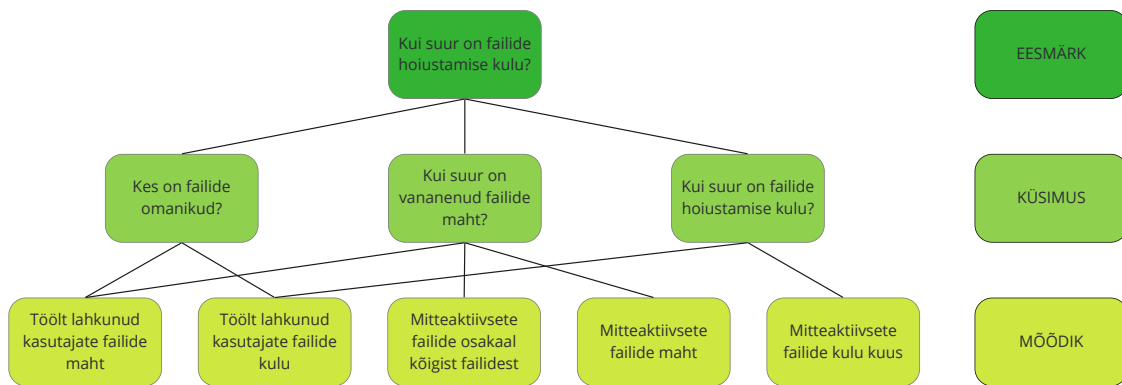 Kui suur on failide
hoiustamise kulu?
EESMÄRK
Kes on failide
omanikud?
Kui suur on
vananenud failide
maht?
Kui suur on failide
hoiustamise kulu?
KÜSIMUS
Töölt lahkunud
kasutajate failide
maht
Töölt lahkunud
kasutajate failide
kulu
Mitteaktiivsete
failide osakaal
kõigist failidest
Mitteaktiivsete
failide maht
Mitteaktiivsete
failide kulu kuus
MÕÕDIK